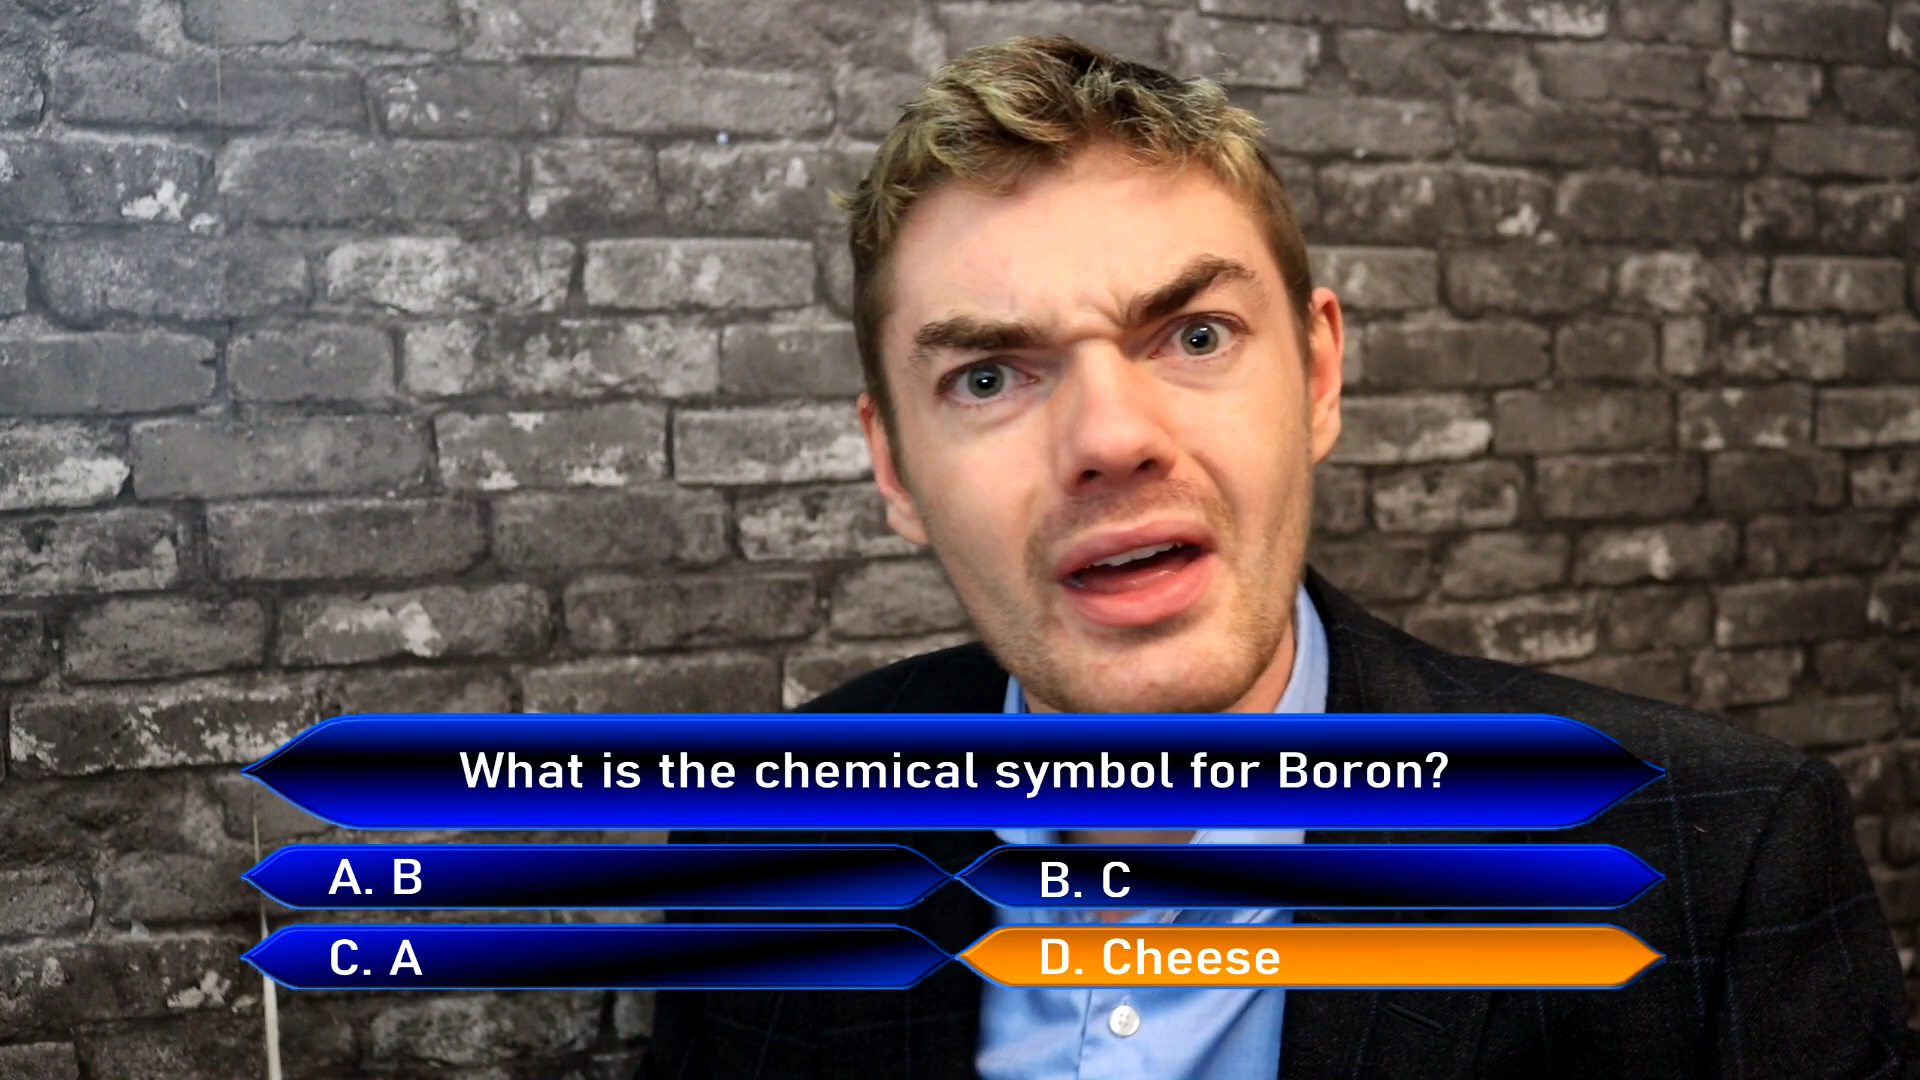 What is the chemical symbol for Boron?
A. B
B. C
C. A
D. Cheese